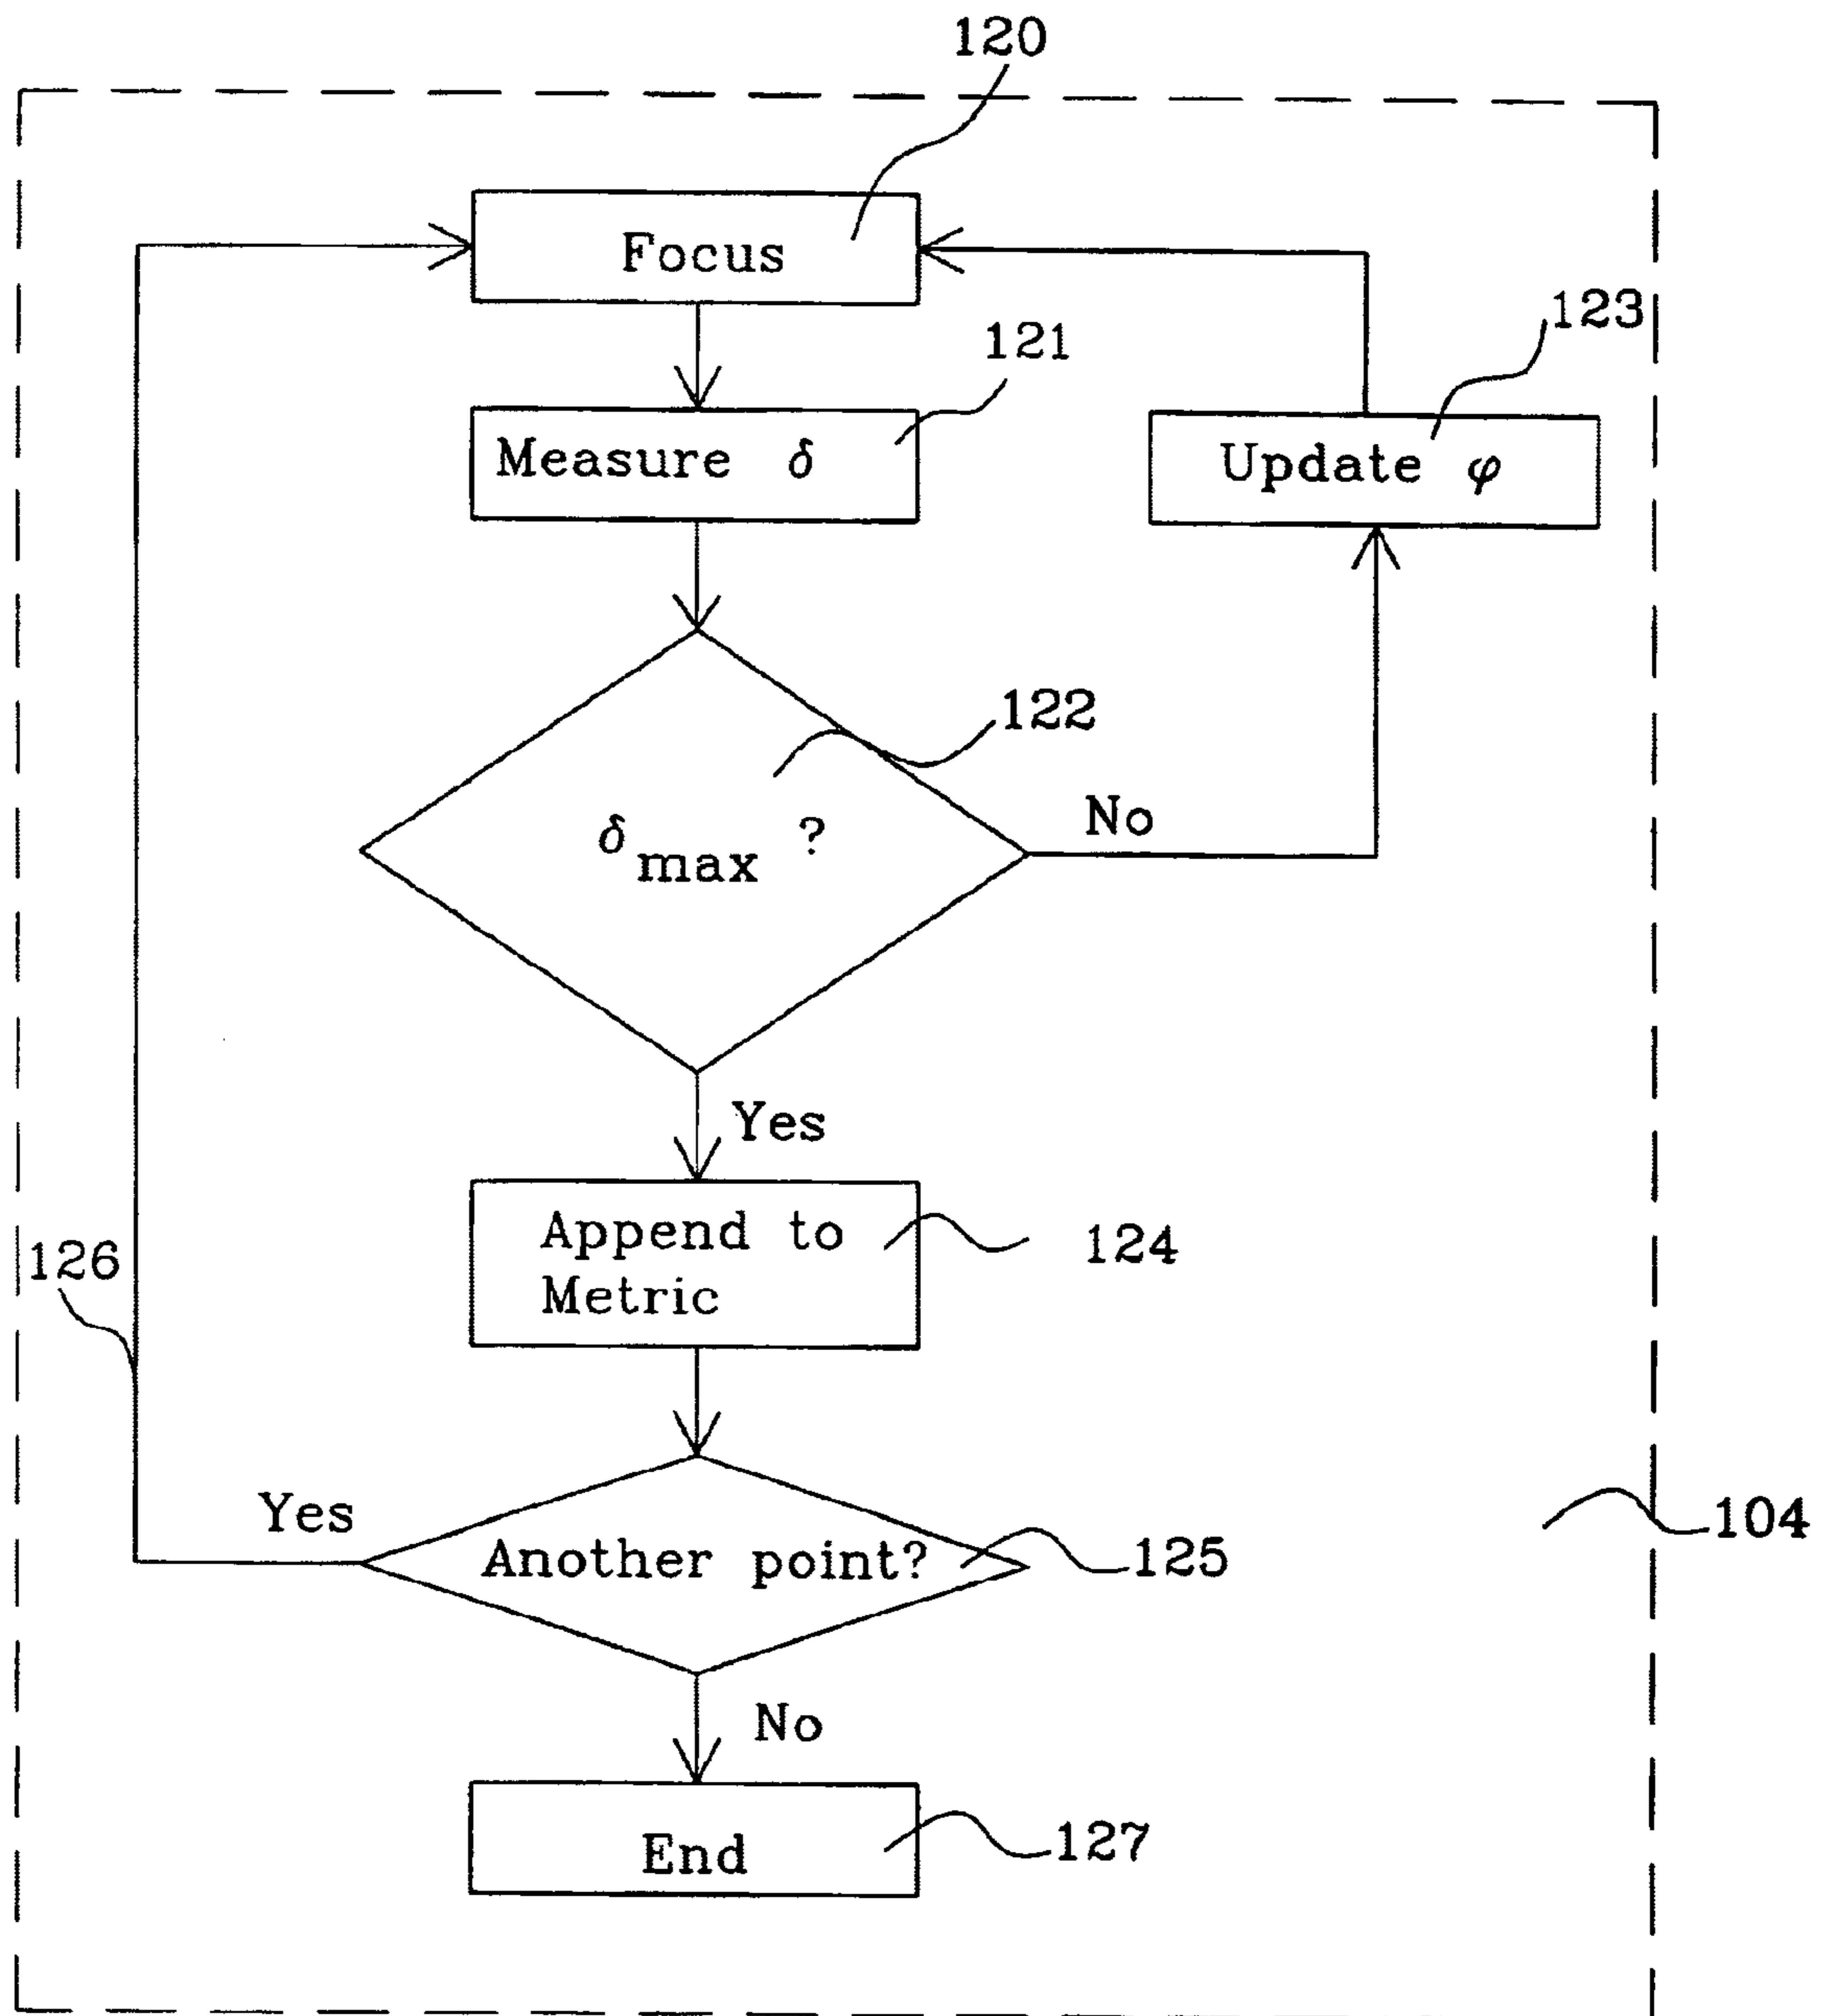 120
Focus
121
123
Measure δ
Update φ
122
δmax ?
No
Yes
Append to
Metric
124
126
Yes
Another point?
125
104
No
End
127